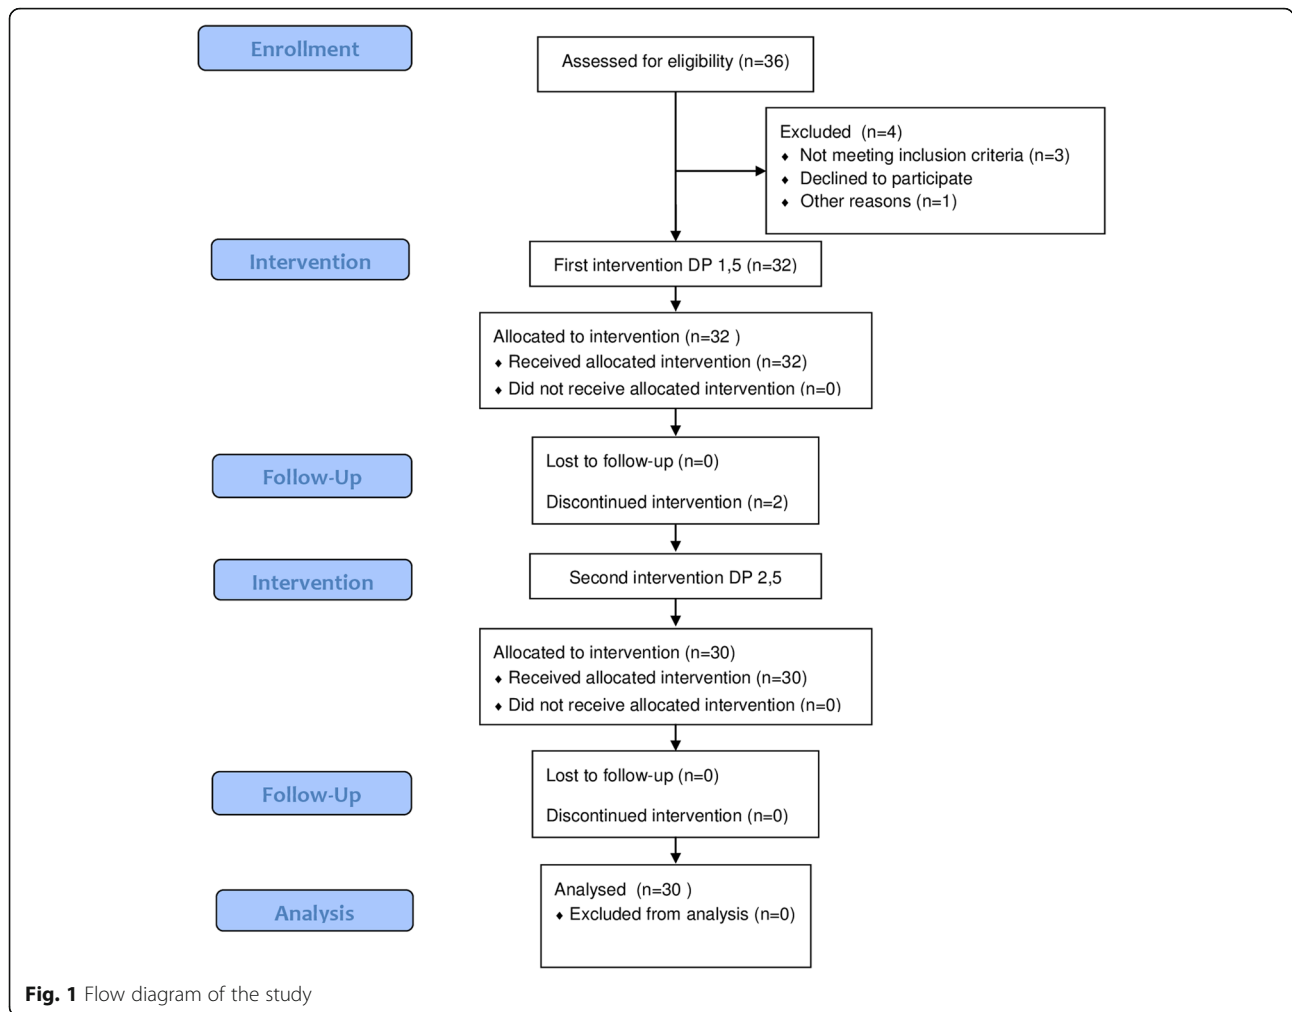 Enrollment
Assessed for eligibility (n=36)
Excluded  (n=4)
♦ Not meeting inclusion criteria (n=3)
♦ Declined to participate
♦ Other reasons (n=1)
Intervention
First intervention DP 1,5 (n=32)
Allocated to intervention (n=32 )
♦ Received allocated intervention (n=32)
♦ Did not receive allocated intervention (n=0)
Follow-Up
Lost to follow-up (n=0)
Discontinued intervention (n=2)
Intervention
Second intervention DP 2,5
Allocated to intervention (n=30)
♦ Received allocated intervention (n=30)
♦ Did not receive allocated intervention (n=0)
Follow-Up
Lost to follow-up (n=0)
Discontinued intervention (n=0)
Analysis
Analysed  (n=30 )
♦ Excluded from analysis (n=0)
Fig. 1 Flow diagram of the study